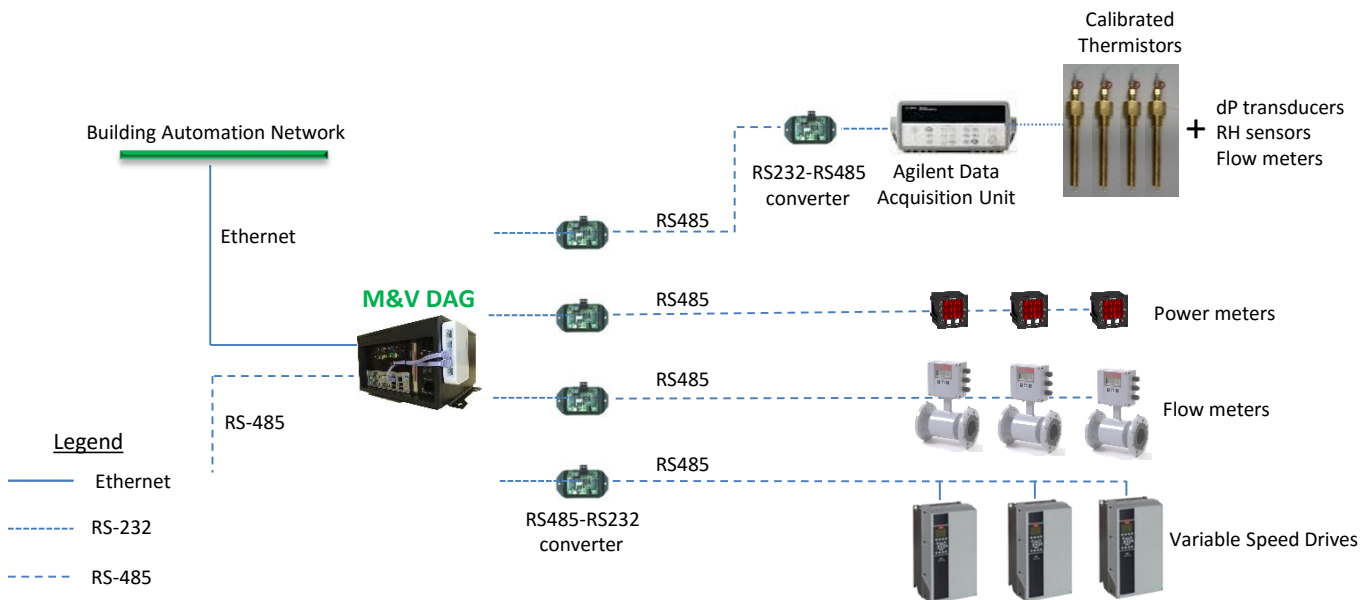 Calibrated
Thermistors
dP transducers
RH sensors
Flow meters
+
Building Automation Network
RS232-RS485
converter
Agilent Data
Acquisition Unit
RS485
Ethernet
M&V DAG
RS485
Power meters
RS485
Flow meters
RS-485
Legend
Ethernet
RS485
RS485-RS232
converter
RS-232
Variable Speed Drives
RS-485